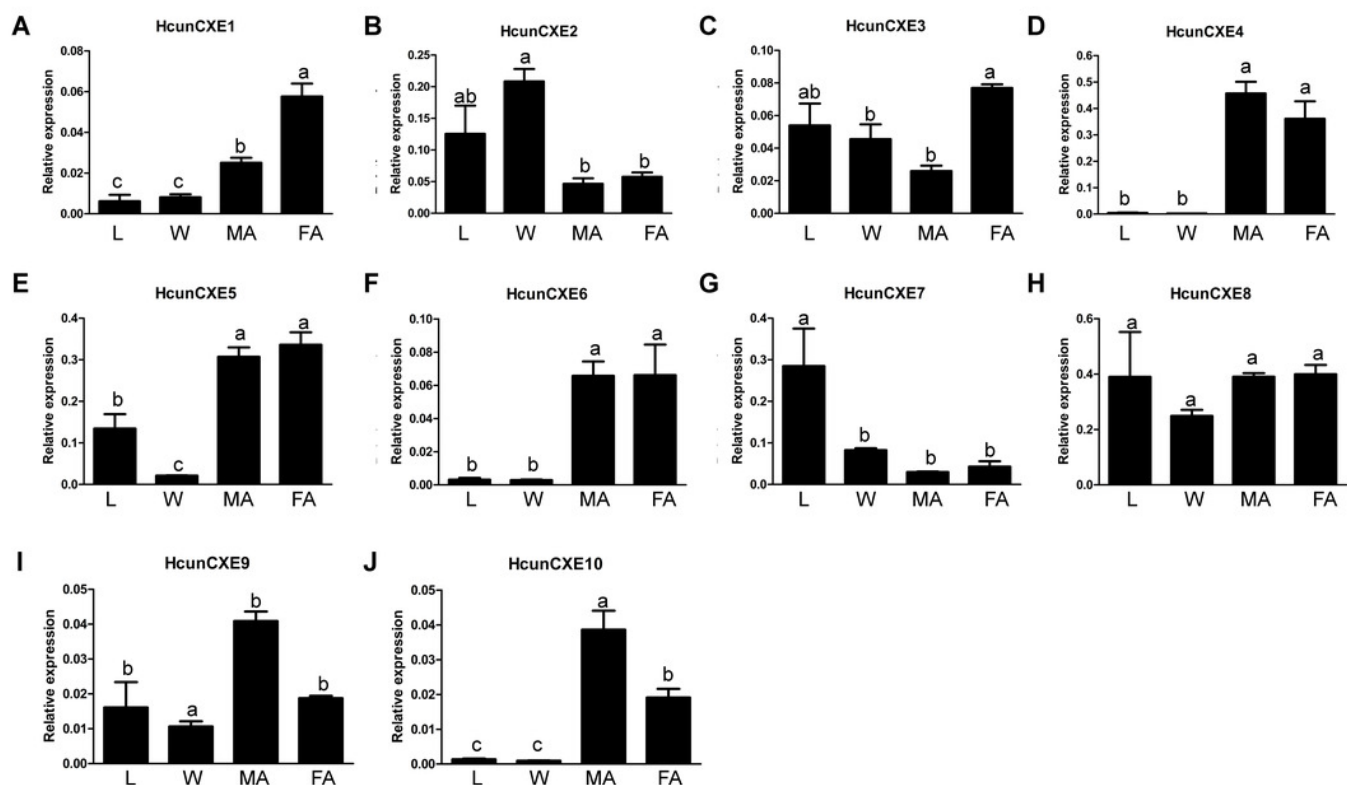 A
HcunCXE1
Relative expression
0.08
0.06
0.04
0.02
0.00
c
c
b
a
L W MA FA
B
HcunCXE2
Relative expression
0.25
0.20
0.15
0.10
0.05
0.00
ab
a
b
b
L W MA FA
C
HcunCXE3
Relative expression
0.10
0.08
0.06
0.04
0.02
0.00
ab
b
b
a
L W MA FA
D
HcunCXE4
Relative expression
0.6
0.5
0.4
0.3
0.2
0.1
0.0
b
b
a
a
L W MA FA
E
HcunCXE5
Relative expression
0.4
0.3
0.2
0.1
0.0
b
c
a
a
L W MA FA
F
HcunCXE6
Relative expression
0.10
0.08
0.06
0.04
0.02
0.00
b
b
a
a
L W MA FA
G
HcunCXE7
Relative expression
0.4
0.3
0.2
0.1
0.0
a
b
b
b
L W MA FA
H
HcunCXE8
Relative expression
0.6
0.4
0.2
0.0
a
a
a
a
L W MA FA
I
HcunCXE9
Relative expression
0.05
0.04
0.03
0.02
0.01
0.00
b
a
b
b
L W MA FA
J
HcunCXE10
Relative expression
0.05
0.04
0.03
0.02
0.01
0.00
c
c
a
b
L W MA FA